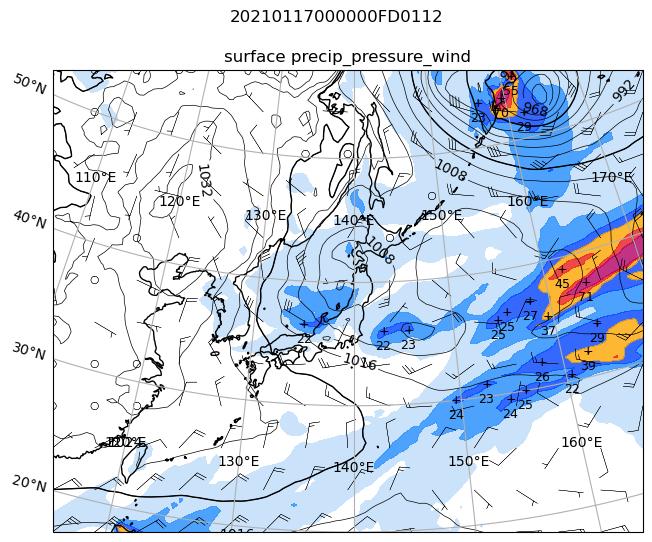 20210117000000FD0112
surface precip_pressure_wind
50°N
40°N
30°N
20°N
110°E
120°E
130°E
140°E
150°E
160°E
170°E
1032
1008
968
992
55
70
23
29
1008
1016
45
71
27
37
25
25
29
39
22
22
23
26
22
23
24
24
25
130°E
140°E
150°E
160°E
1016